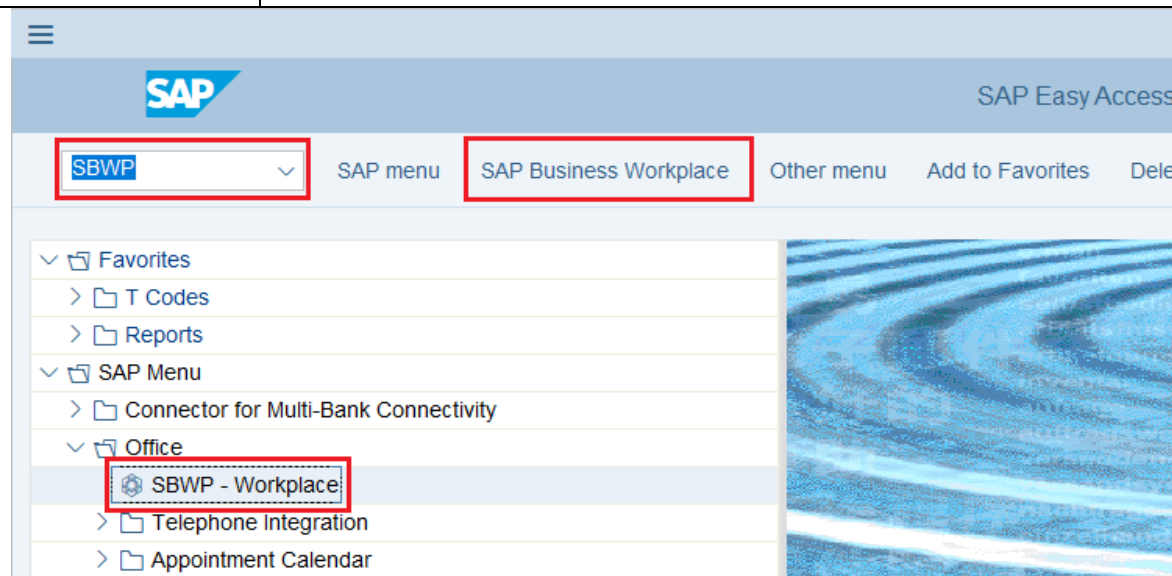 SAP
SAP Easy Access
SBWP SAP menu SAP Business Workplace Other menu Add to Favorites Dele
Favorites
T Codes
Reports
SAP Menu
Connector for Multi-Bank Connectivity
Office
SBWP - Workplace
Telephone Integration
Appointment Calendar